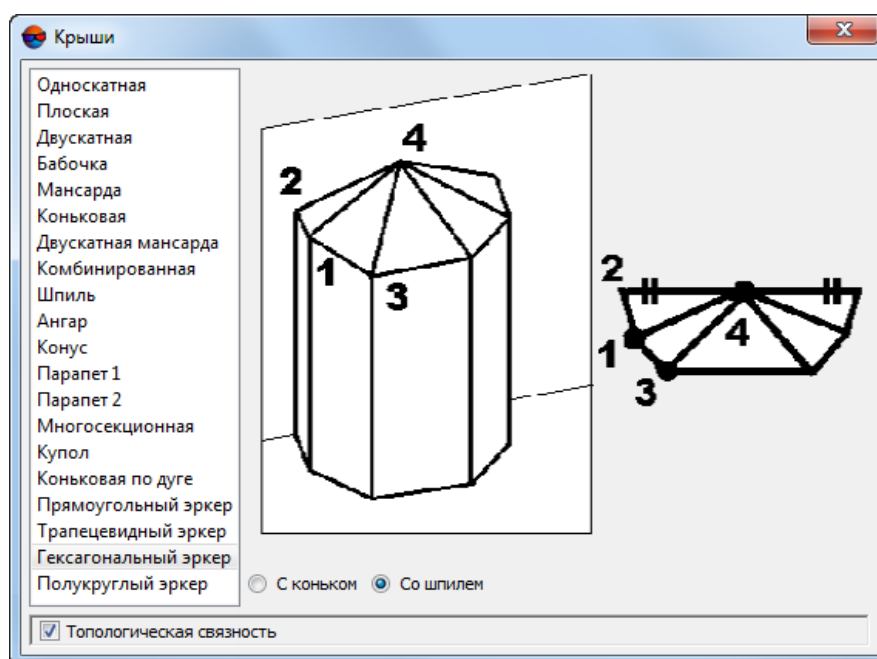 Крыши
Односкатная
Плоская
Двускатная
Бабочка
Мансарда
Коньковая
Двускатная мансарда
Комбинированная
Шпиль
Ангар
Конус
Парапет 1
Парапет 2
Многосекционная
Купол
Коньковая по дуге
Прямоугольный эркер
Трапецевидный эркер
Гексагональный эркер
Полукруглый эркер
4
2
1
3
2
1
4
3
С коньком
Со шпилем
Топологическая связность